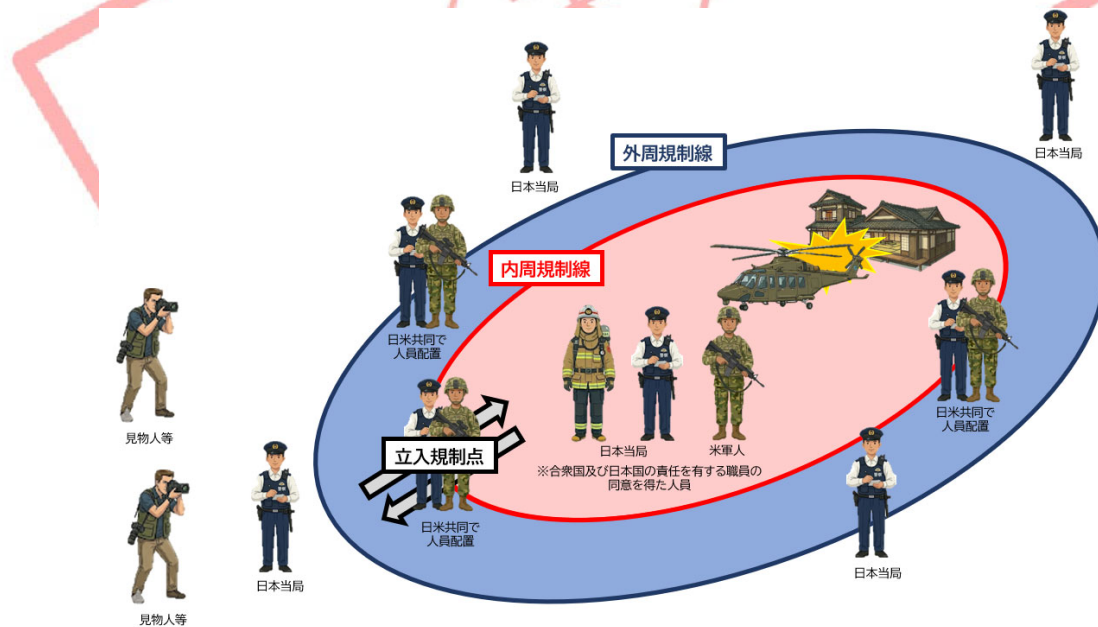 日本当局
日本当局
外周規制線
内周規制線
日米共同で
人員配置
見物人等
日米共同で
人員配置
日本当局
米軍人
※合衆国及び日本国の責任を有する職員の
同意を得た人員
立入規制点
日米共同で
人員配置
日本当局
日本当局
見物人等